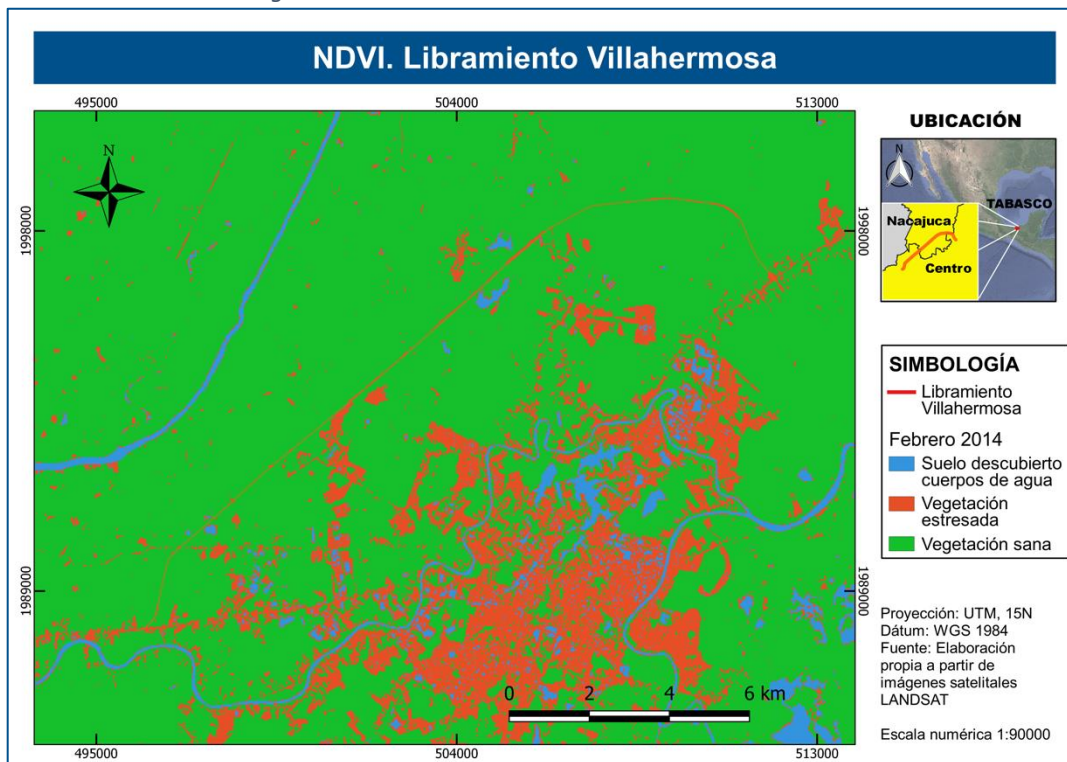 NDVI. Libramiento Villahermosa
495000
504000
513000
N
1998000
1998000
1989000
1989000
0 2 4 6 km
495000
504000
513000
UBICACIÓN
N
TABASCO
Nacajuca
Centro
SIMBOLOGÍA
Libramiento
Villahermosa
Febrero 2014
Suelo descubierto
cuerpos de agua
Vegetación
estresada
Vegetación sana
Proyección: UTM, 15N
Dátum: WGS 1984
Fuente: Elaboración
propia a partir de
imágenes satelitales
LANDSAT
Escala numérica 1:90000